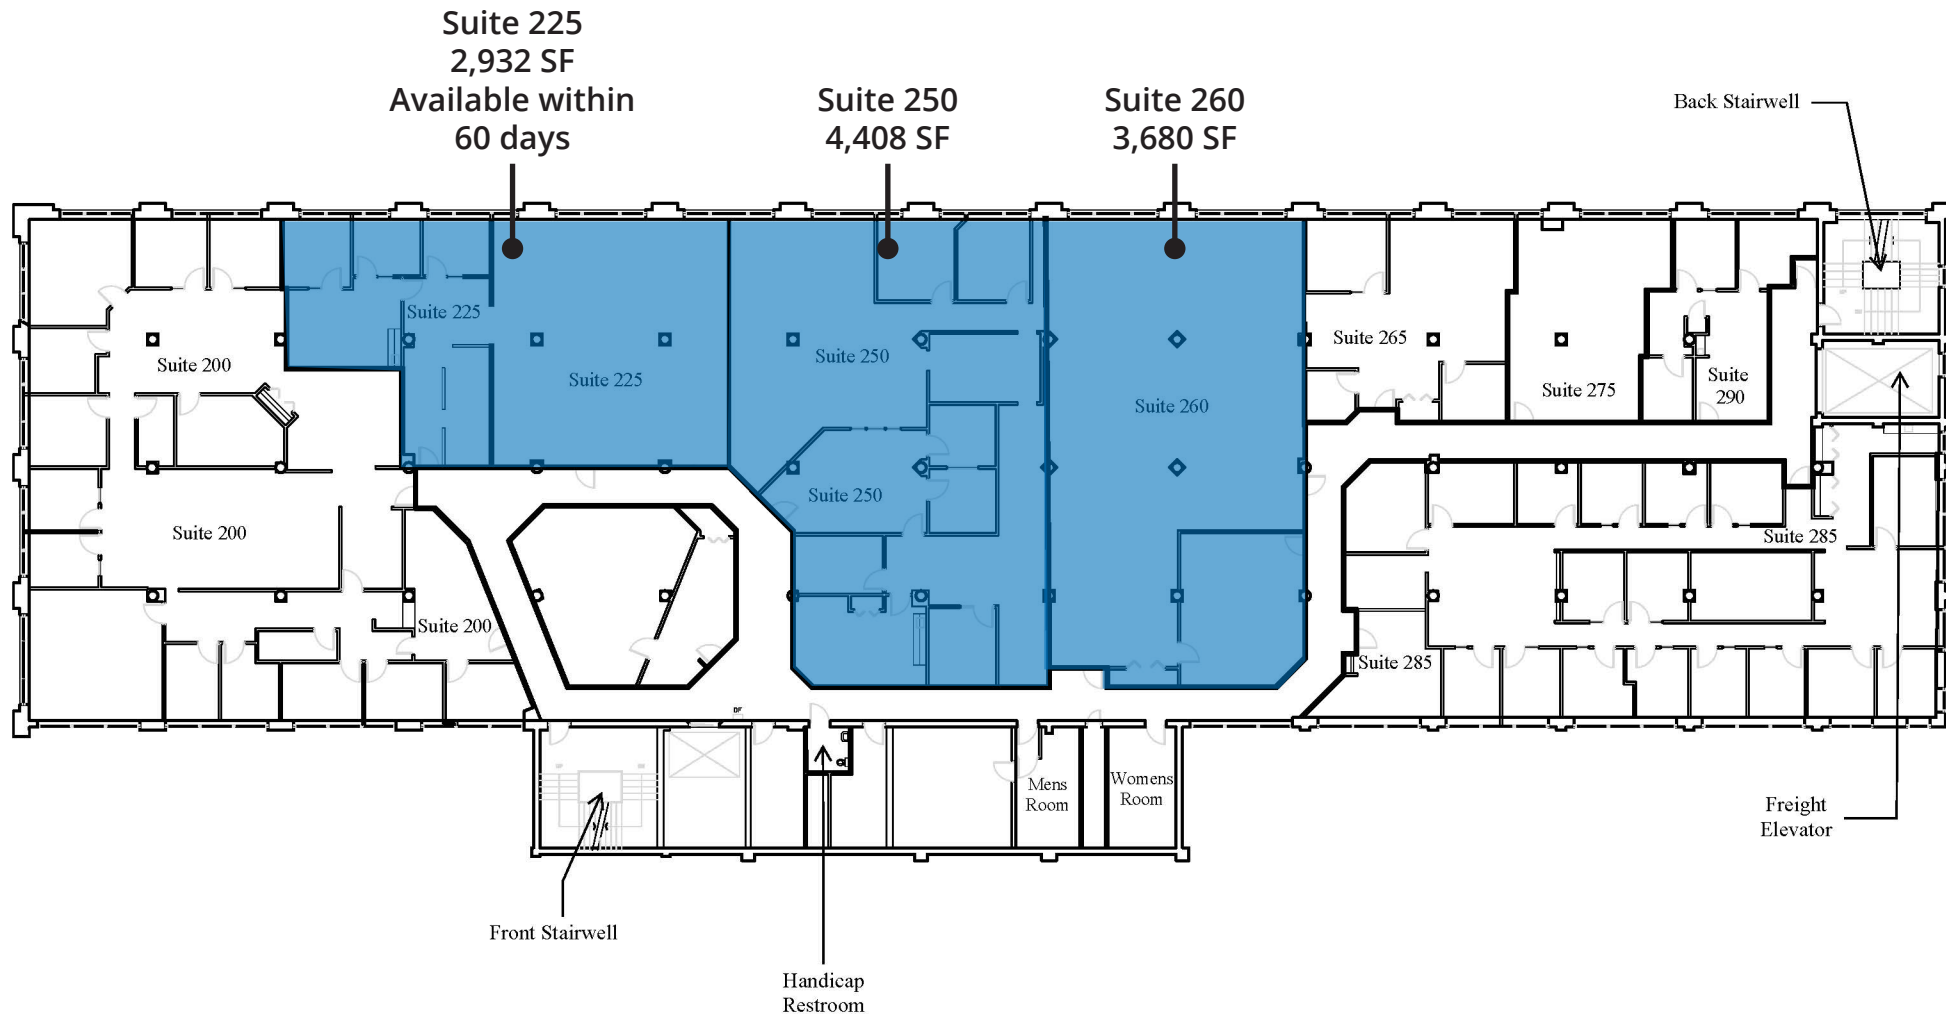 Suite 225
2,932 SF
Available within
60 days
Suite 250
4,408 SF
Suite 260
3,680 SF
Back Stairwell
Suite 225
Suite 200
Suite 250
Suite 265
Suite 225
Suite 260
Suite 275
Suite
290
Suite 250
Suite 200
Suite 285
Suite 200
Suite 285
DF
Mens
Room
Womens
Room
Freight
Elevator
Front Stairwell
Handicap
Restroom